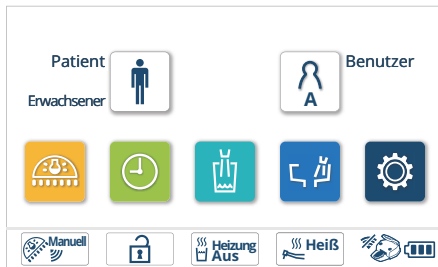 Patient
Benutzer
Erwachsener
A
Manuell
Heizung
Aus
Heiß